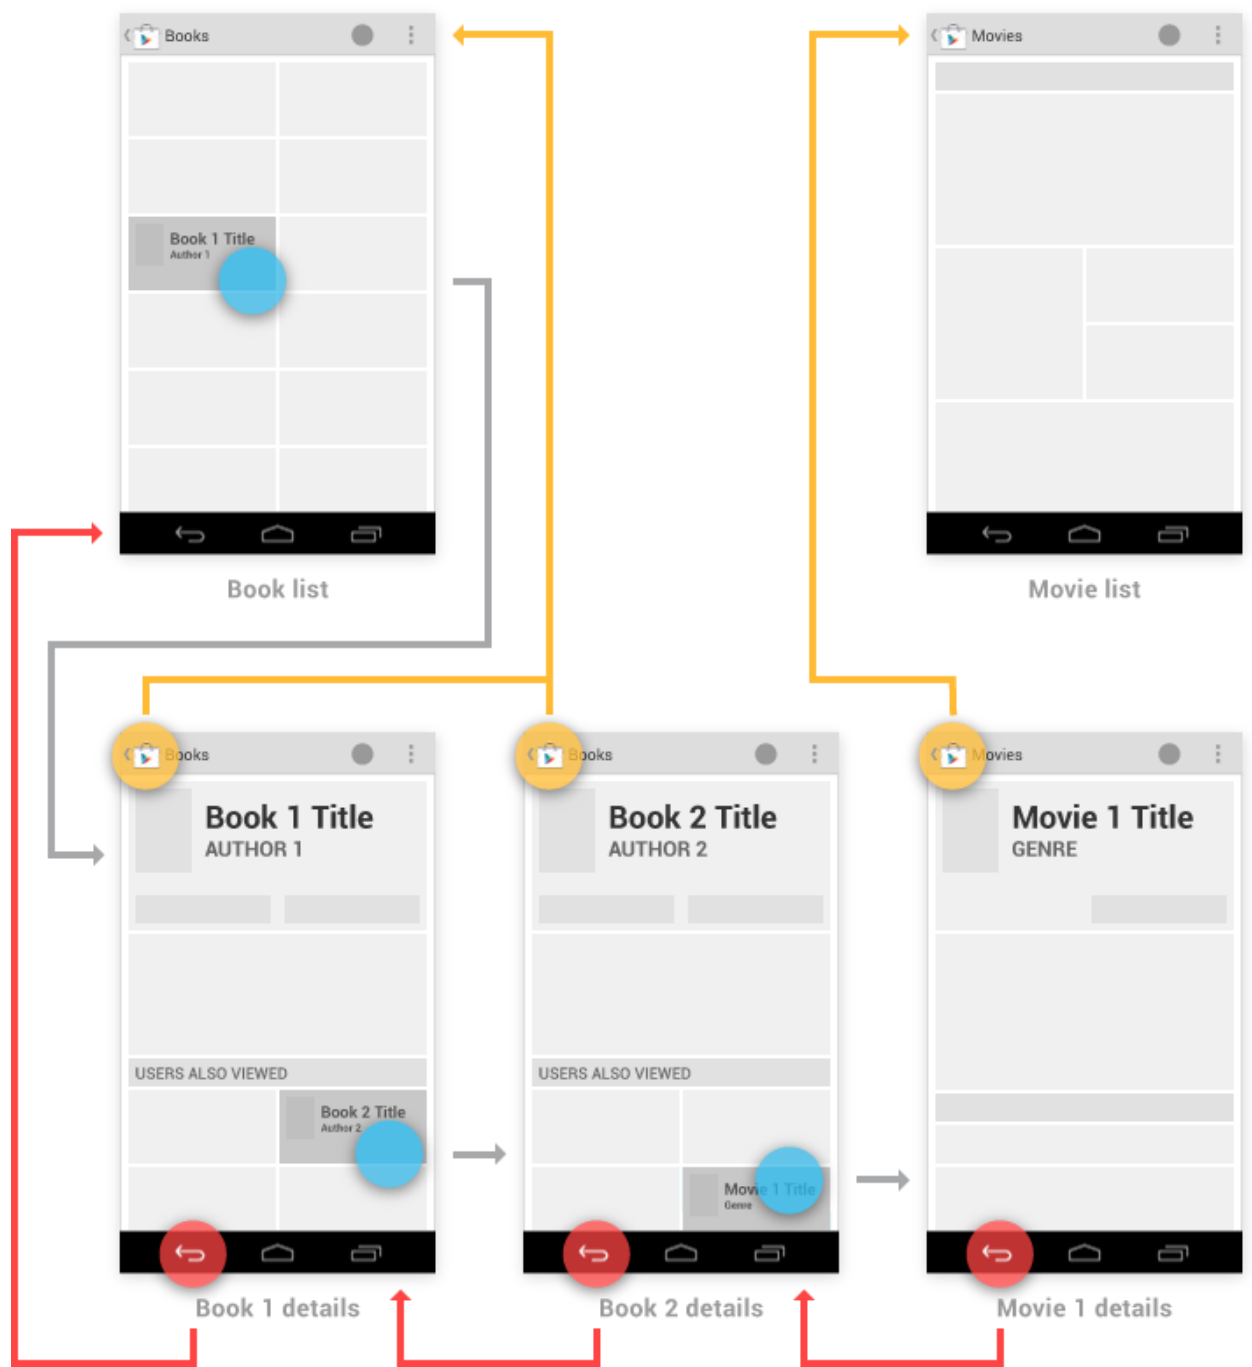 Books
Movies
Book 1 Title
Author 1
Book list
Movie list
Books
Books
Movies
Book 1 Title
AUTHOR 1
Book 2 Title
AUTHOR 2
Movie 1 Title
GENRE
USERS ALSO VIEWED
USERS ALSO VIEWED
Book 2 Title
Author 2
Movie 1 Title
Genre
Book 1 details
Book 2 details
Movie 1 details